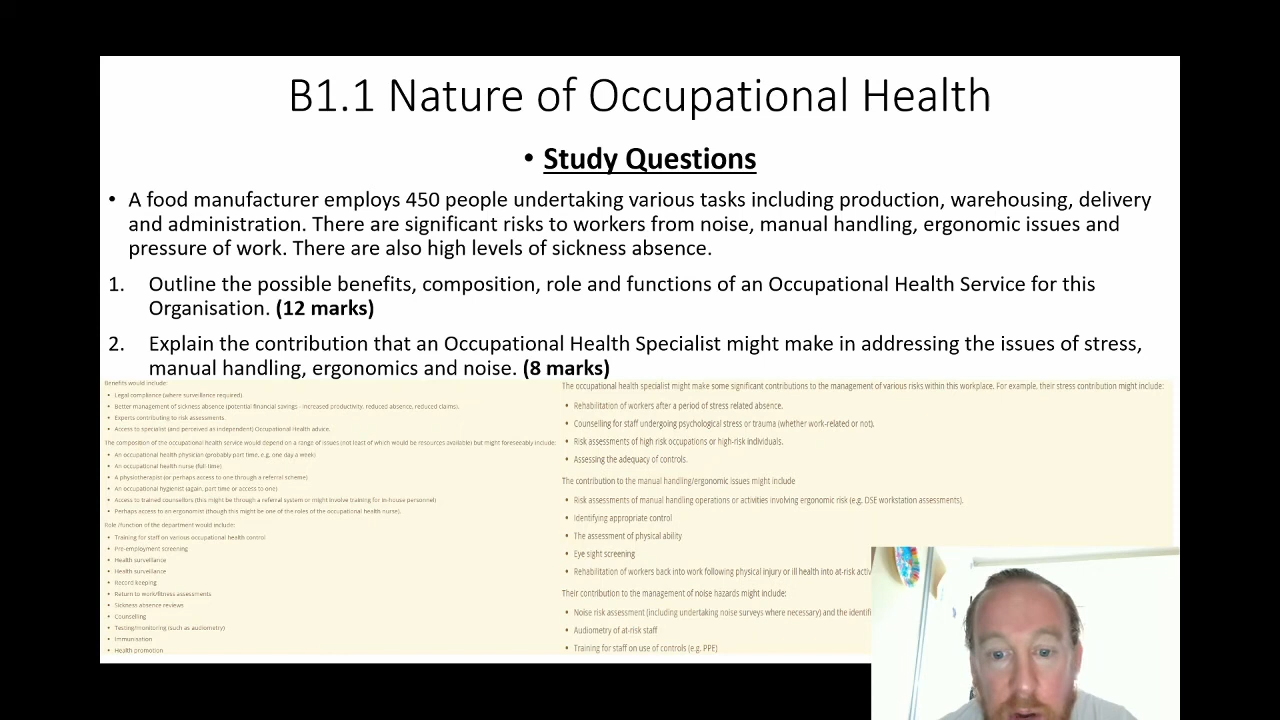 B1.1 Nature of Occupational Health
• Study Questions
• A food manufacturer employs 450 people undertaking various tasks including production, warehousing, delivery
and administration. There are significant risks to workers from noise, manual handling, ergonomic issues and
pressure of work. There are also high levels of sickness absence.
1. Outline the possible benefits, composition, role and functions of an Occupational Health Service for this
Organisation. (12 marks)
2. Explain the contribution that an Occupational Health Specialist might make in addressing the issues of stress,
manual handling, ergonomics and noise. (8 marks)
Benefits would include:
• Legal compliance (where surveillance required).
• Better management of sickness absence (potential financial savings - increased productivity, reduced absence, reduced claims).
• Experts contributing to risk assessments.
• Access to specialist (and perceived as independent) Occupational Health advice.
The composition of the occupational health service would depend on a range of issues (not least of which would be resources available) but might foreseeably include:
• An occupational health physician (probably part time, e.g. one day a week)
• An occupational health nurse (full-time)
• A physiotherapist (or perhaps access to one through a referral scheme)
• An occupational hygienist (again, part time or access to one)
• Access to trained counsellors (this might be through a referral system or might involve training for in-house personnel)
• Perhaps access to an ergonomist (though this might be one of the roles of the occupational health nurse).
Role /function of the department would include:
• Training for staff on various occupational health control
• Pre-employment screening
• Health surveillance
• Health surveillance
• Record keeping
• Return to work/fitness assessments
• Sickness absence reviews
• Counselling
• Testing/monitoring (such as audiometry)
• Immunisation
• Health promotion
The occupational health specialist might make some significant contributions to the management of various risks within this workplace. For example, their stress contribution might include:
• Rehabilitation of workers after a period of stress related absence.
• Counselling for staff undergoing psychological stress or trauma (whether work-related or not).
• Risk assessments of high risk occupations or high-risk individuals.
• Assessing the adequacy of controls.
The contribution to the manual handling/ergonomic issues might include
• Risk assessments of manual handling operations or activities involving ergonomic risk (e.g. DSE workstation assessments).
• Identifying appropriate control
• The assessment of physical ability
• Eye sight screening
• Rehabilitation of workers back into work following physical injury or ill health into at-risk
Their contribution to the management of noise hazards might include:
• Noise risk assessment (including undertaking noise surveys where necessary) and the
• Audiometry of at-risk staff
• Training for staff on use of controls (e.g. PPE)